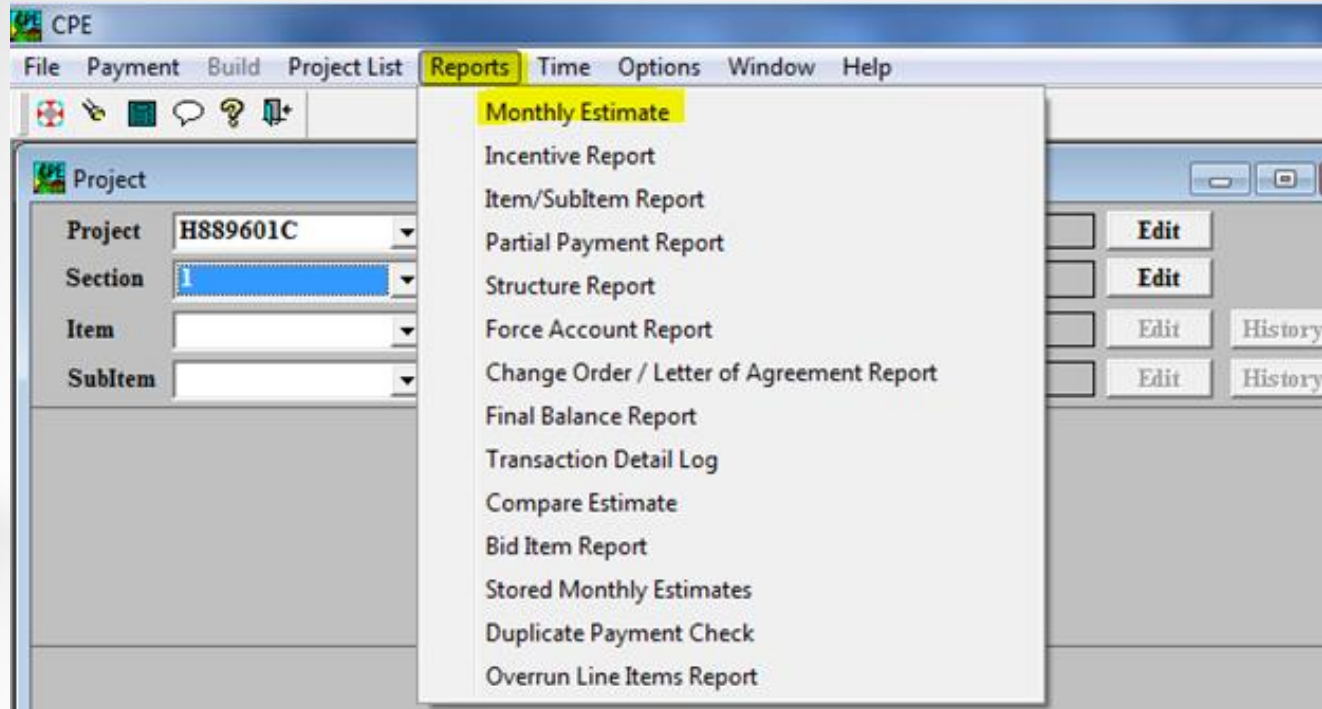 CPE
File Payment Build Project List Reports Time Options Window Help
Monthly Estimate
Incentive Report
Item/SubItem Report
Partial Payment Report
Structure Report
Force Account Report
Change Order / Letter of Agreement Report
Final Balance Report
Transaction Detail Log
Compare Estimate
Bid Item Report
Stored Monthly Estimates
Duplicate Payment Check
Overrun Line Items Report
Project
Project H889601C Edit
Section 1 Edit
Item Edit History
SubItem Edit History